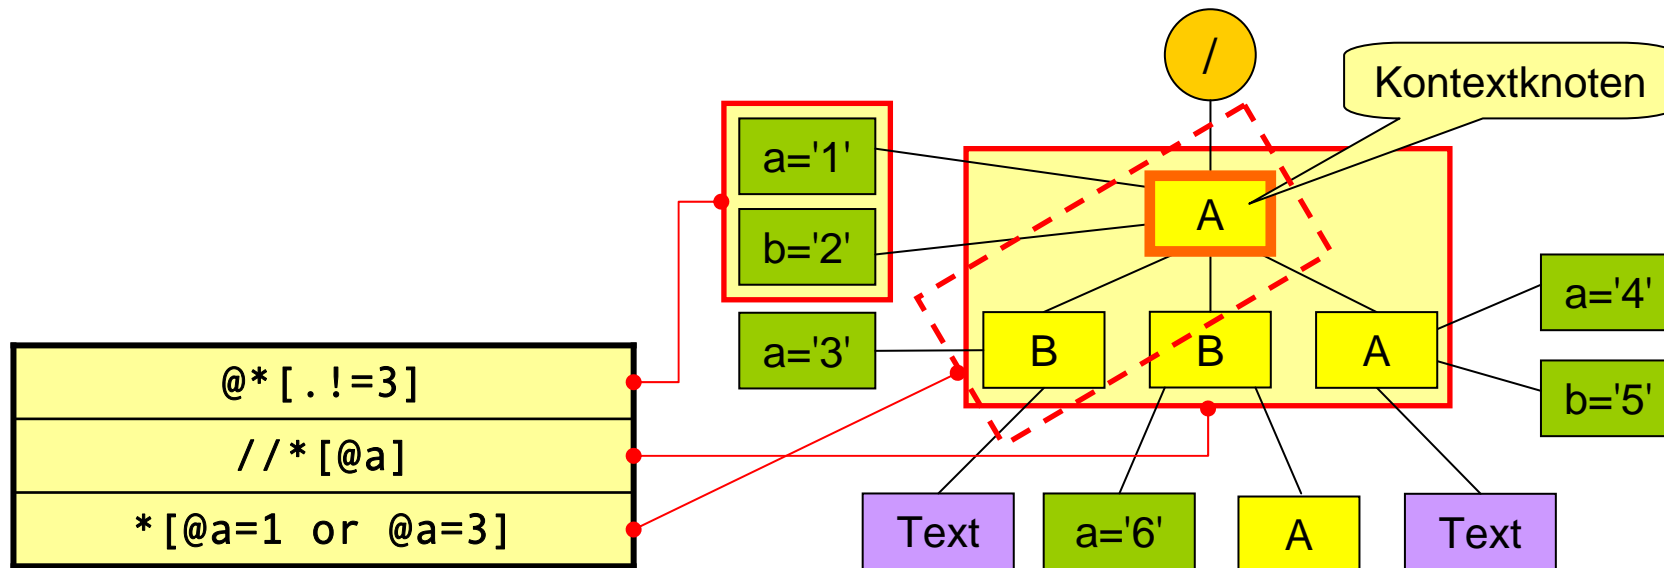 /
Kontextknoten
a='1'
A
b='2'
a='4'
a='3'
B
B
A
@*[.!=3]
b='5'
//*[@a]
*[@a=1 or @a=3]
Text
a='6'
A
Text